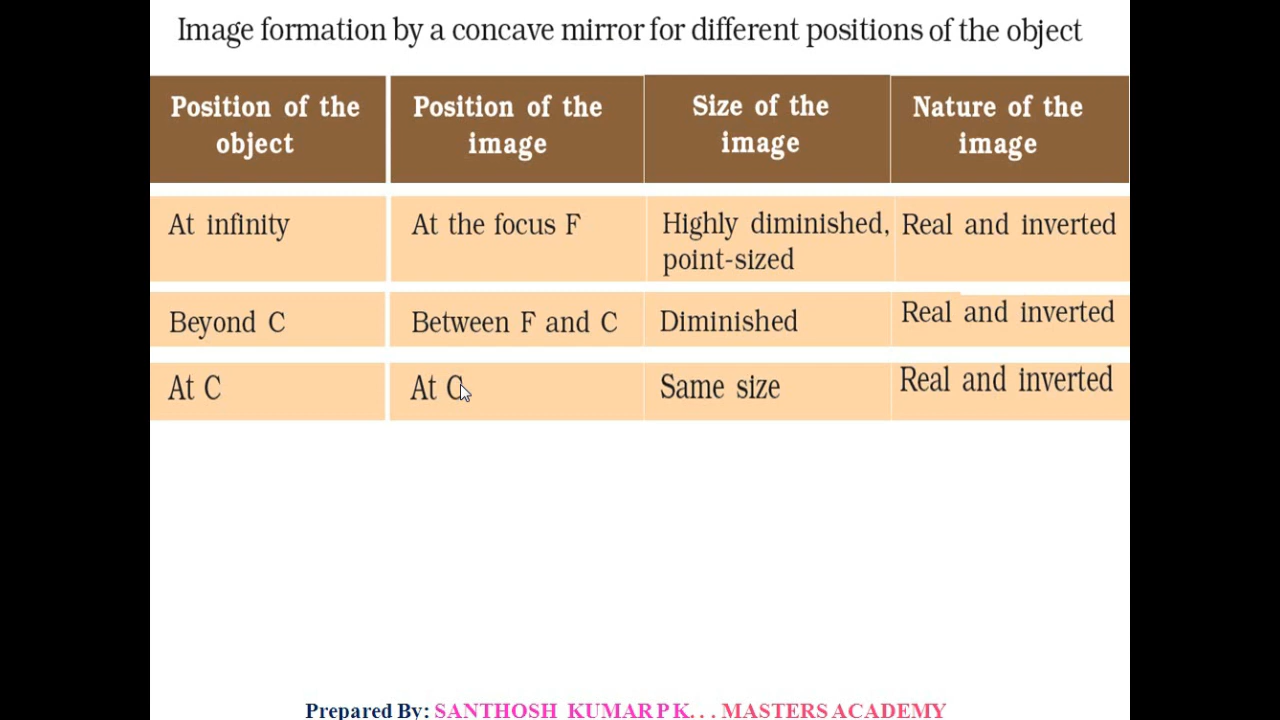 Image formation by a concave mirror for different positions of the object
Position of the object
Position of the image
Size of the image
Nature of the image
At infinity
At the focus F
Highly diminished,
point-sized
Real and inverted
Beyond C
Between F and C
Diminished
Real and inverted
At C
At C
Same size
Real and inverted
Prepared By: SANTHOSH KUMAR P K. . . MASTERS ACADEMY